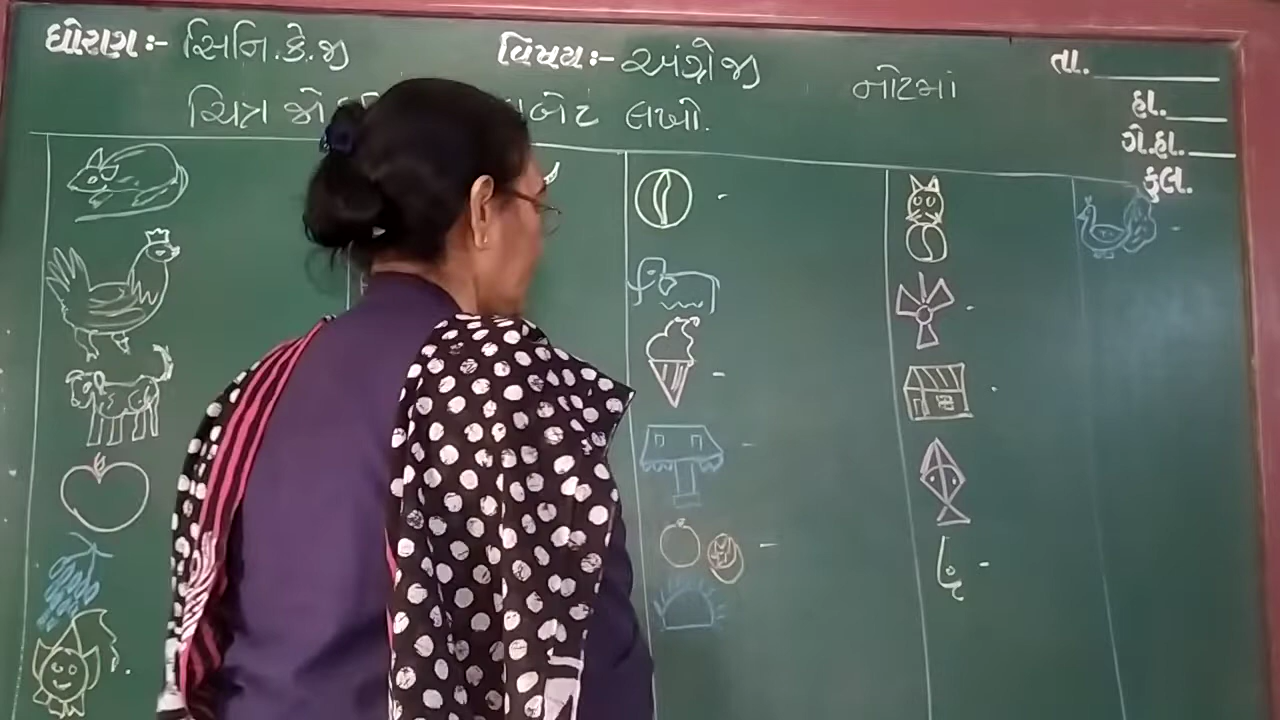 ધોરણ:- સિનિ.કે.જી
વિષય:- અંગ્રેજી
નોટમાં
તા.
હા.
ગે.હા.
કુલ.
ચિત્ર લખો.